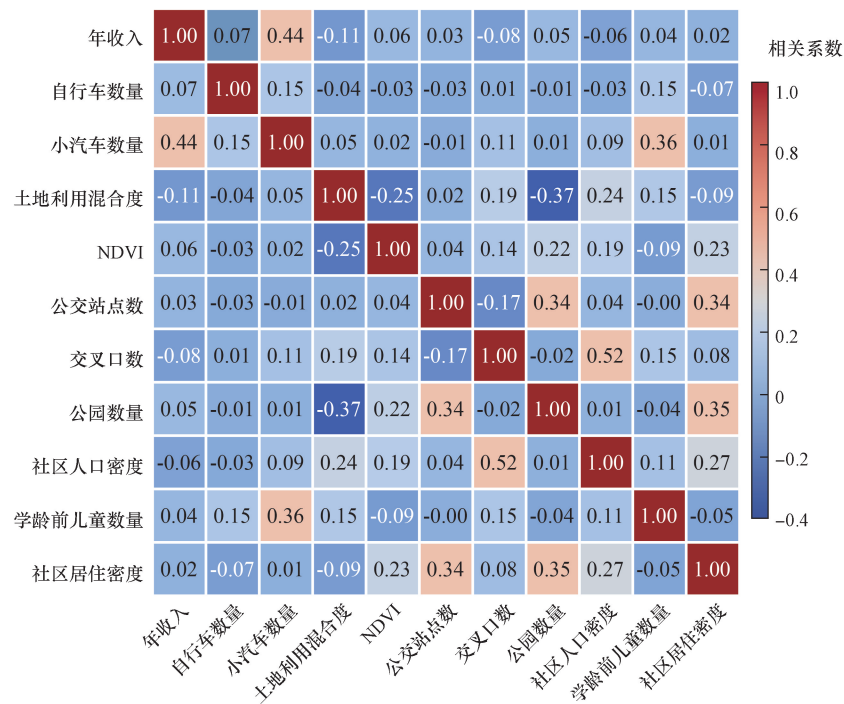 相关系数
年收入 1.00 0.07 0.44 -0.11 0.06 0.03 -0.08 0.05 -0.06 0.04 0.02
自行车数量 0.07 1.00 0.15 -0.04 -0.03 -0.03 0.01 -0.01 -0.03 0.15 -0.07
小汽车数量 0.44 0.15 1.00 0.05 0.02 -0.01 0.11 0.01 0.09 0.36 0.01
土地利用混合度 -0.11 -0.04 0.05 1.00 -0.25 0.02 0.19 -0.37 0.24 0.15 -0.09
NDVI 0.06 -0.03 0.02 -0.25 1.00 0.04 0.14 0.22 0.19 -0.09 0.23
公交站点数 0.03 -0.03 -0.01 0.02 0.04 1.00 -0.17 0.34 0.04 -0.00 0.34
交叉口数 -0.08 0.01 0.11 0.19 0.14 -0.17 1.00 -0.02 0.52 0.15 0.08
公园数量 0.05 -0.01 0.01 -0.37 0.22 0.34 -0.02 1.00 0.01 -0.04 0.35
社区人口密度 -0.06 -0.03 0.09 0.24 0.19 0.04 0.52 0.01 1.00 0.11 0.27
学龄前儿童数量 0.04 0.15 0.36 0.15 -0.09 -0.00 0.15 -0.04 0.11 1.00 -0.05
社区居住密度 0.02 -0.07 0.01 -0.09 0.23 0.34 0.08 0.35 0.27 -0.05 1.00
年收入
自行车数量
小汽车数量
土地利用混合度
NDVI
公交站点数
交叉口数
公园数量
社区人口密度
学龄前儿童数量
社区居住密度
1.0
0.8
0.6
0.4
0.2
0
-0.2
-0.4